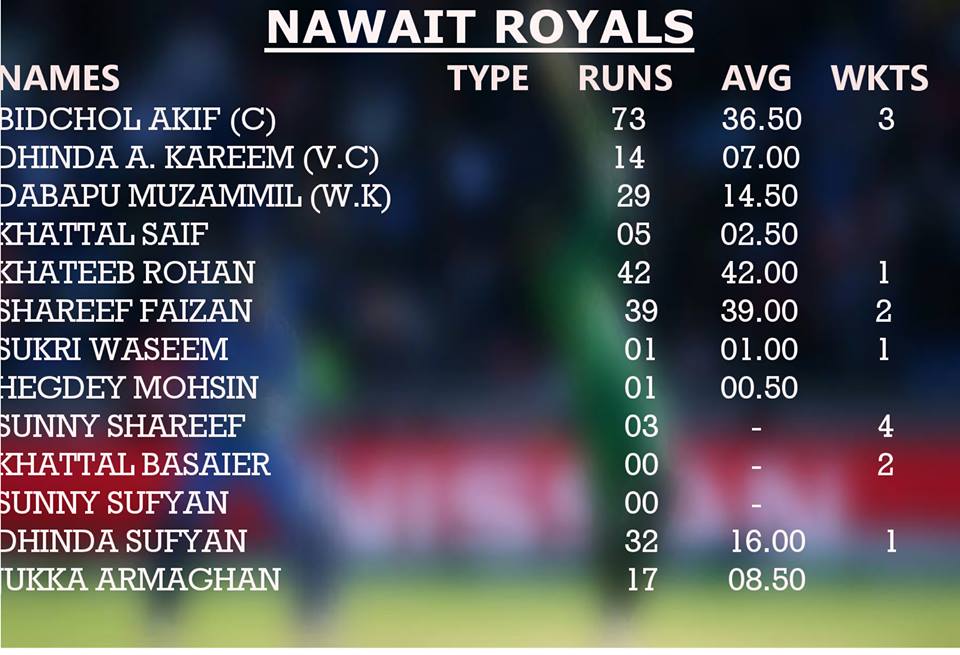 NAWAIT ROYALS
NAMES TYPE RUNS AVG WKTS
BIDCHOL AKIF (C) 73 36.50 3
DHINDA A. KAREEM (V.C) 14 07.00
DABAPU MUZAMMIL (W.K) 29 14.50
KHATTAL SAIF 05 02.50
KHATEEB ROHAN 42 42.00 1
SHAREEF FAIZAN 39 39.00 2
SUKRI WASEEM 01 01.00 1
HEGDEY MOHSIN 01 00.50
SUNNY SHAREEF 03 - 4
KHATTAL BASAIER 00 - 2
SUNNY SUFYAN 00 -
DHINDA SUFYAN 32 16.00 1
JUKKA ARMAGHAN 17 08.50